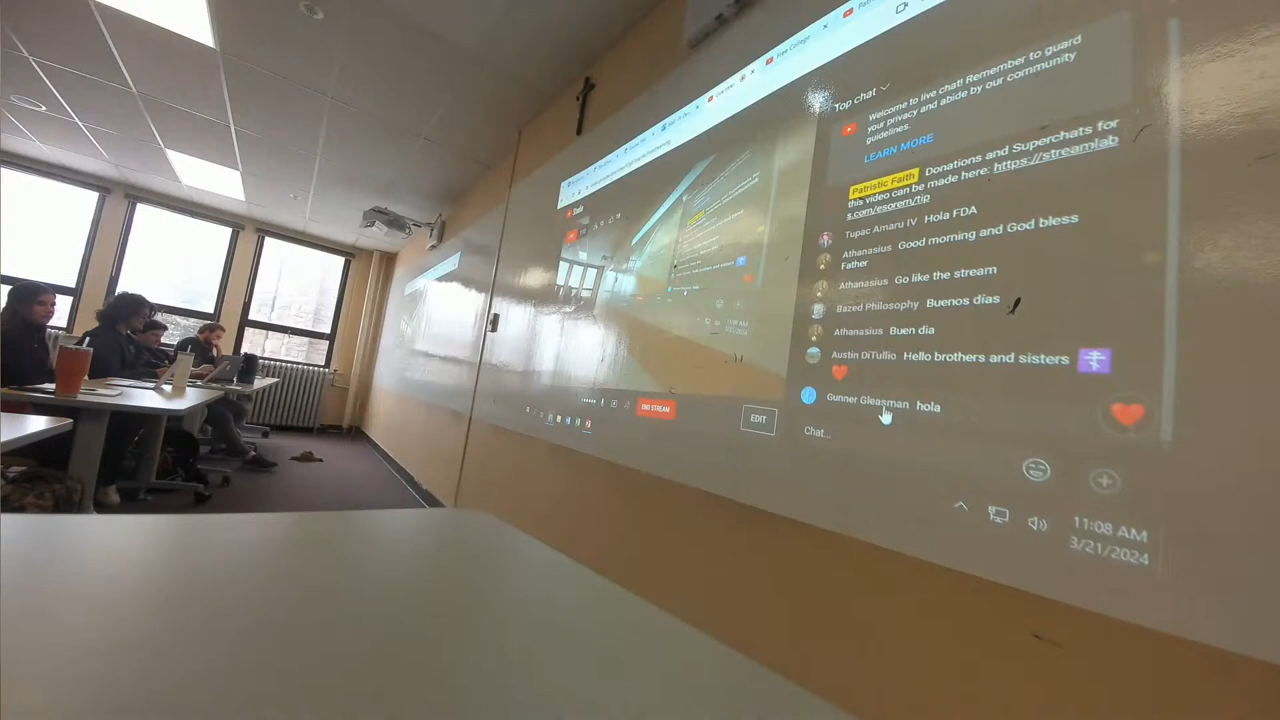 Free College
Top chat
Welcome to live chat! Remember to guard
your privacy and abide by our community
guidelines.
LEARN MORE
Patristic Faith Donations and Superchats for
this video can be made here: https://streamlab
s.com/esorem/tip
Tupac Amaru IV Hola FDA
Athanasius Good morning and God bless
Father
Athanasius Go like the stream
Bazed Philosophy Buenos días
Athanasius Buen dia
Austin DiTullio Hello brothers and sisters
Gunner Gleasman hola
Chat...
END STREAM
EDIT
11:08 AM
3/21/2024